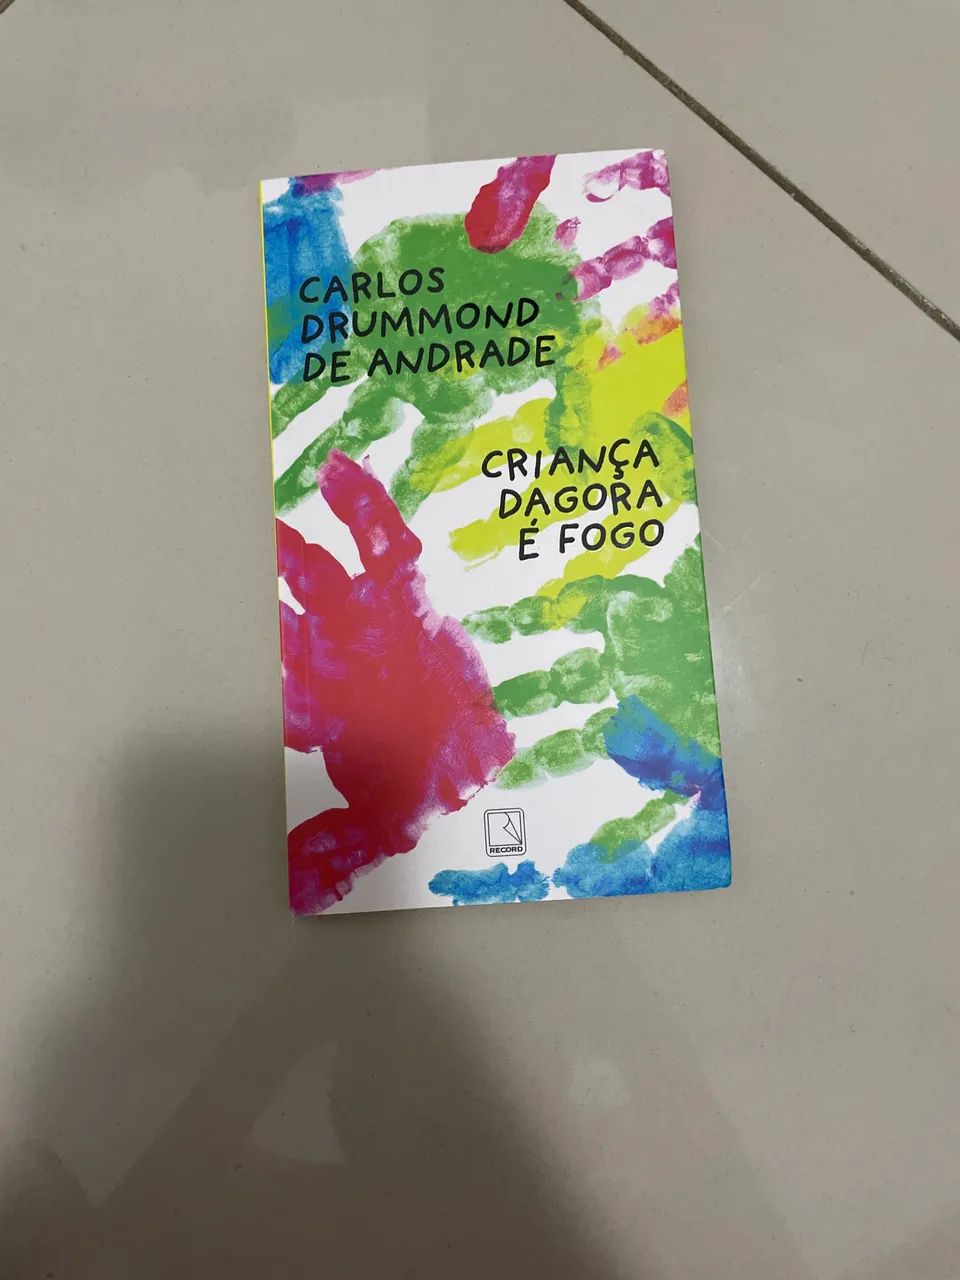 CARLOS
DRUMMOND
DE ANDRADE
CRIANÇA
DAGORA
É FOGO
RECORD